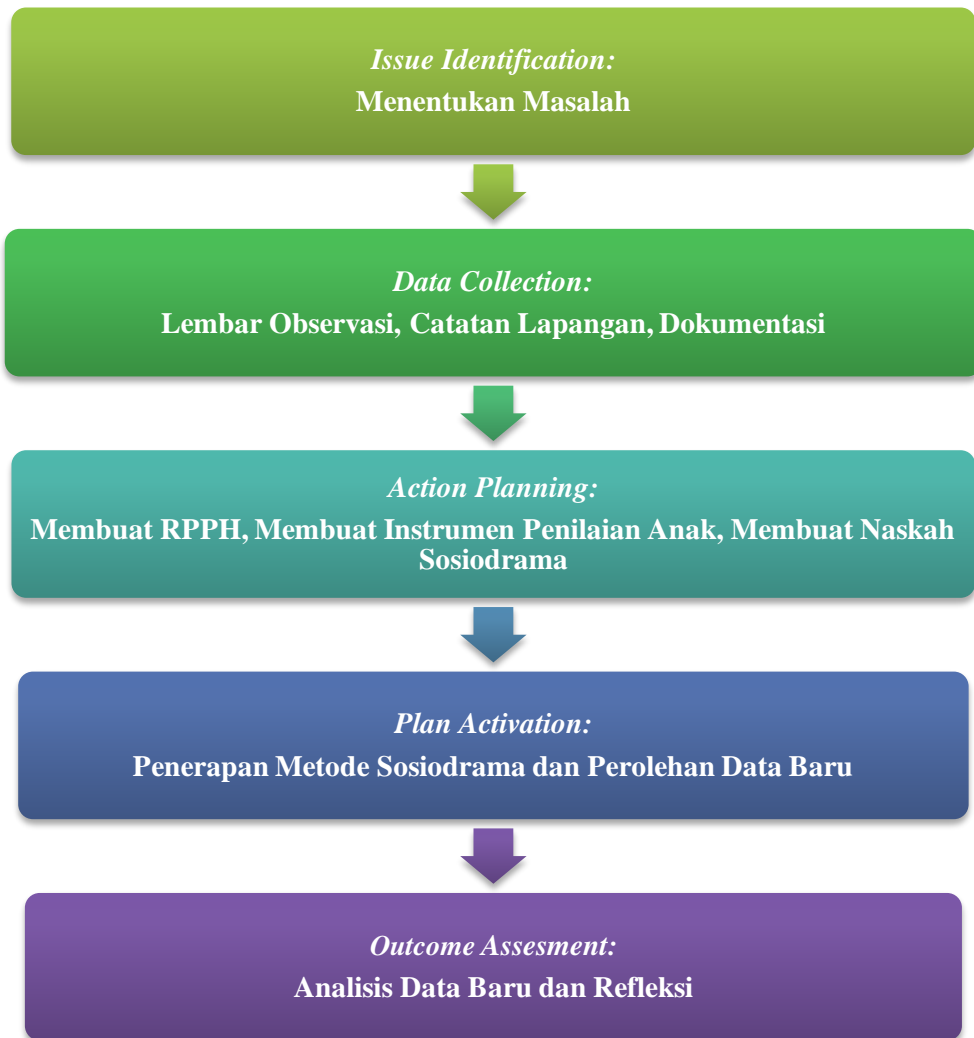 Issue Identification:
Menentukan Masalah
Data Collection:
Lembar Observasi, Catatan Lapangan, Dokumentasi
Action Planning:
Membuat RPPH, Membuat Instrumen Penilaian Anak, Membuat Naskah
Sosiodrama
Plan Activation:
Penerapan Metode Sosiodrama dan Perolehan Data Baru
Outcome Assesment:
Analisis Data Baru dan Refleksi